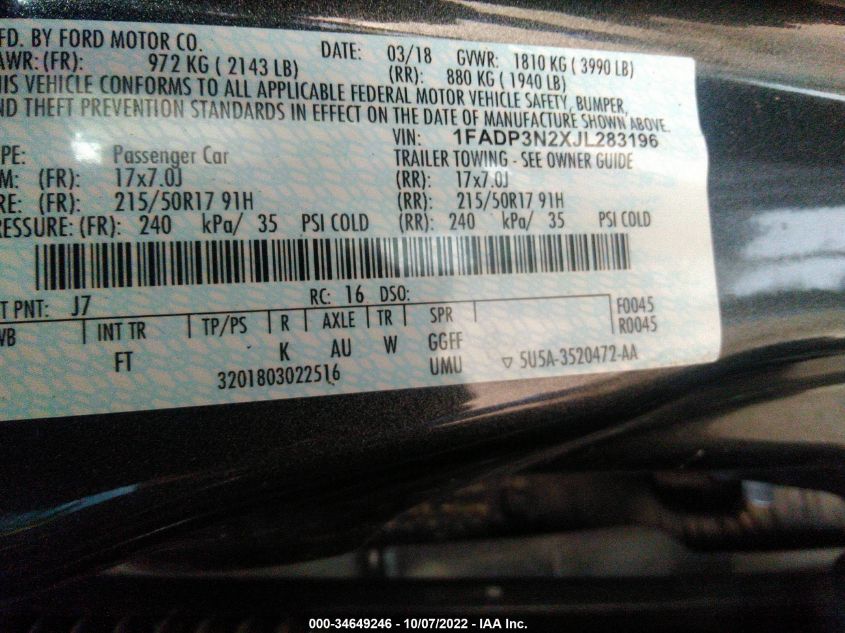 FD. BY FORD MOTOR CO. DATE: 03/18 GVWR: 1810 KG ( 3990 LB)
AWR: (FR): 972 KG ( 2143 LB) (RR): 880 KG ( 1940 LB)
HIS VEHICLE CONFORMS TO ALL APPLICABLE FEDERAL MOTOR VEHICLE SAFETY, BUMPER,
ND THEFT PREVENTION STANDARDS IN EFFECT ON THE DATE OF MANUFACTURE SHOWN ABOVE.
VIN: 1FADP3N2XJL283196
PE: Passenger Car TRAILER TOWING - SEE OWNER GUIDE
M: (FR): 17x7.0J (RR): 17x7.0J
RE: (FR): 215/50R17 91H (RR): 215/50R17 91H
RESSURE: (FR): 240 kPa/ 35 PSI COLD (RR): 240 kPa/ 35 PSI COLD
T PNT: J7 RC: 16 DSO:
WB INT TR TP/PS R AXLE TR SPR F0045
FT K AU W GGFF R0045
UMU ▽ 5U5A-3520472-AA
3201803022516
000-34649246 - 10/07/2022 - IAA Inc.